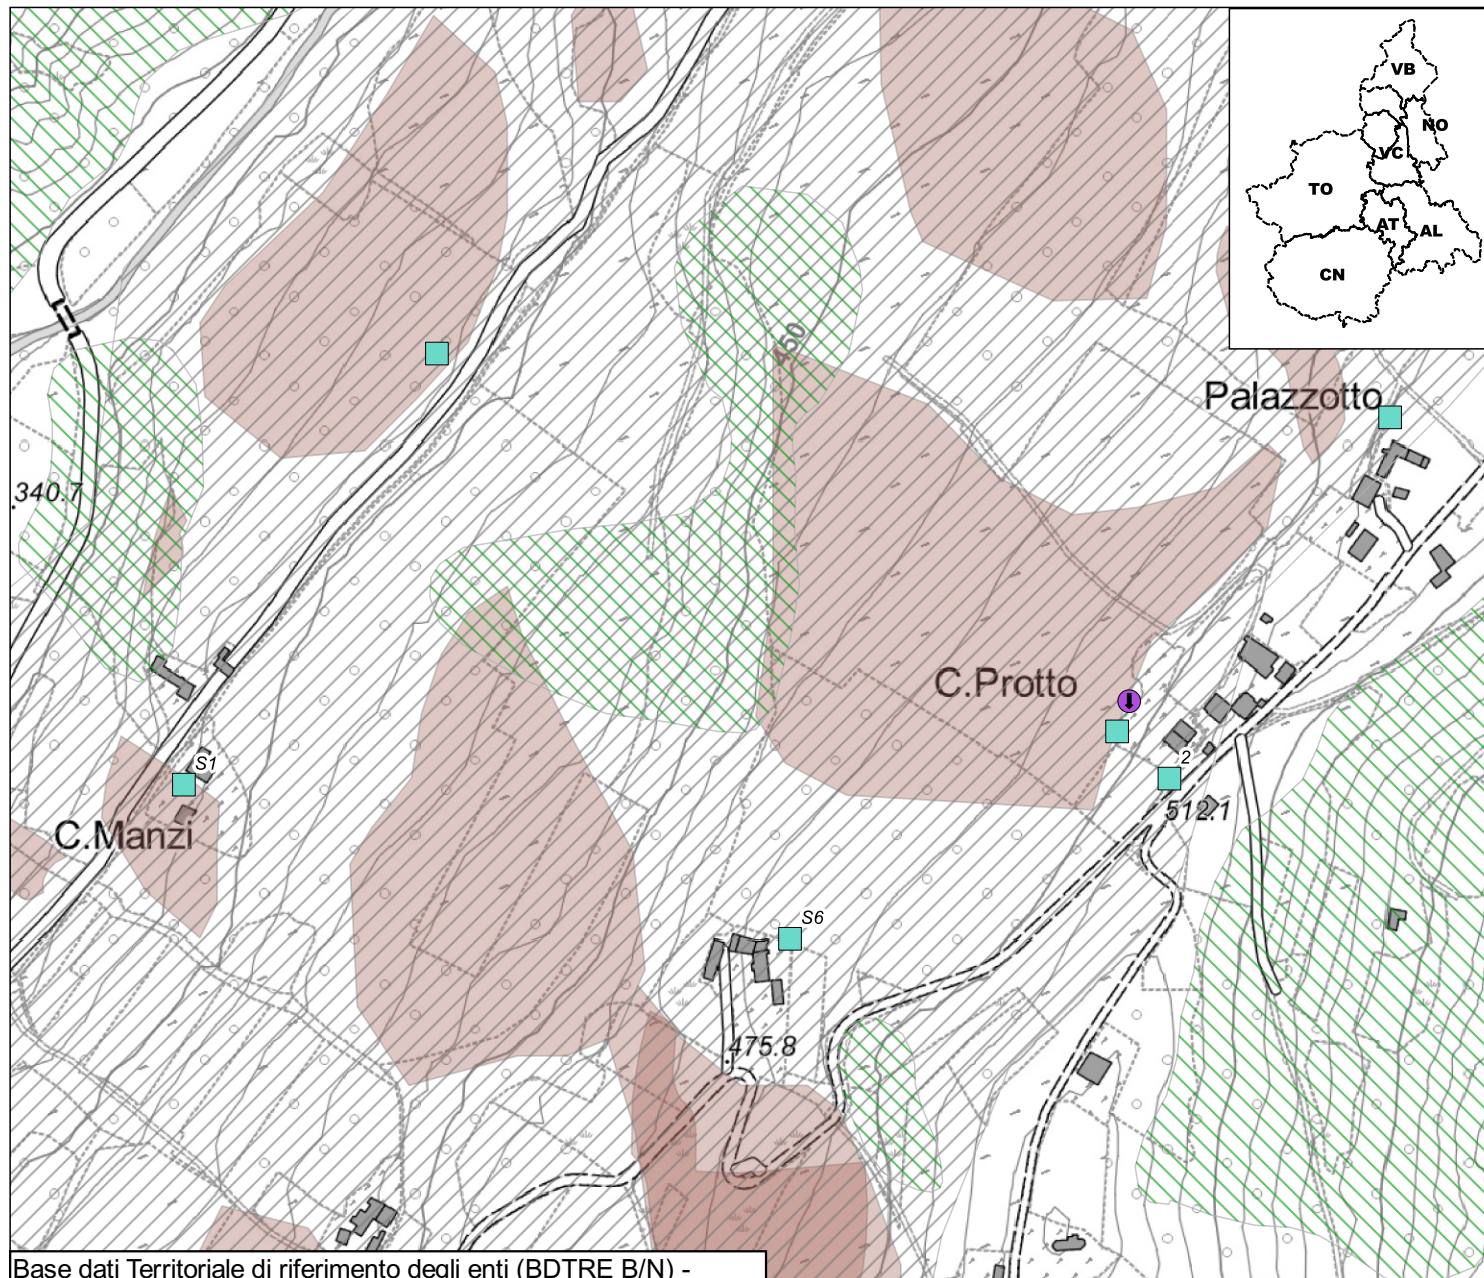 VB
NO
VC
TO
AT
AL
CN
450
Palazzotto
.340.7
C.Protto
2
S1
512.1
C.Manzi
S6
475.8
Base dati Territoriale di riferimento degli enti (BDTRE B/N) -